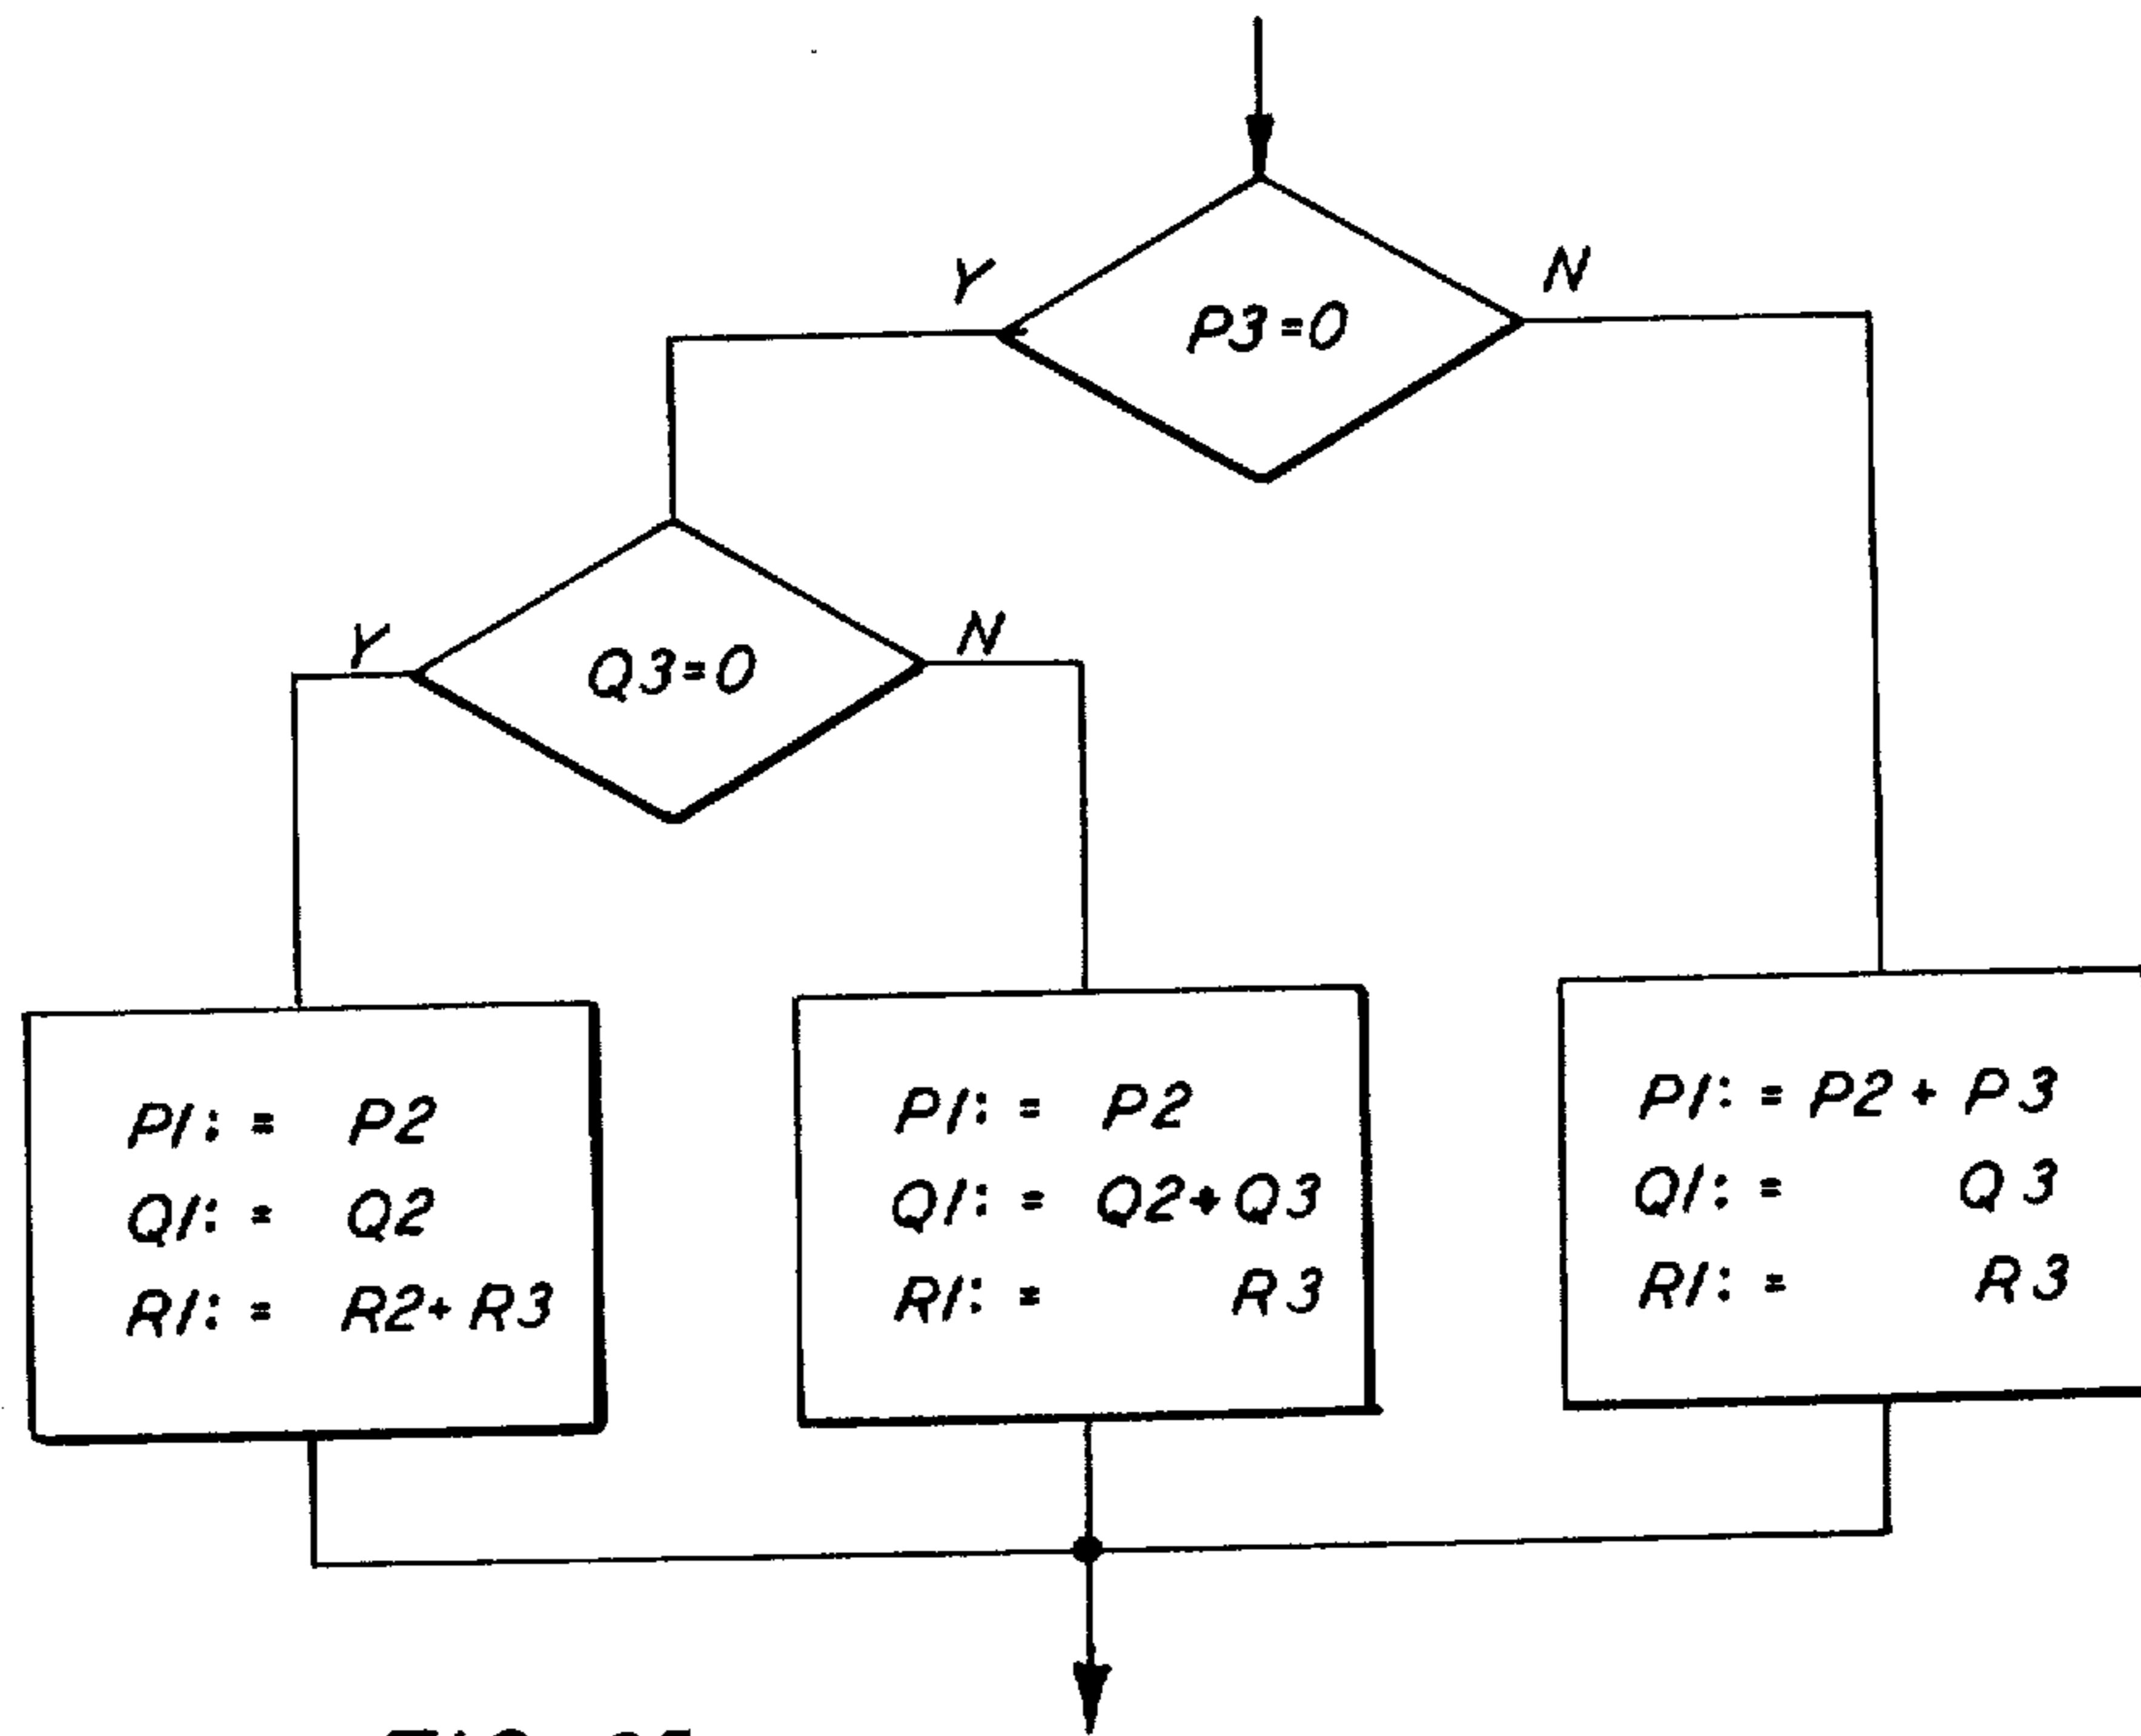 Y
N
P3=0
Y
N
Q3=0
P1: = P2
Q1: = Q2
R1: = R2+ R3
P1: = P2
Q1: = Q2+Q3
R1: = R3
P1: = P2 + P3
Q1: = Q3
R1: = R3